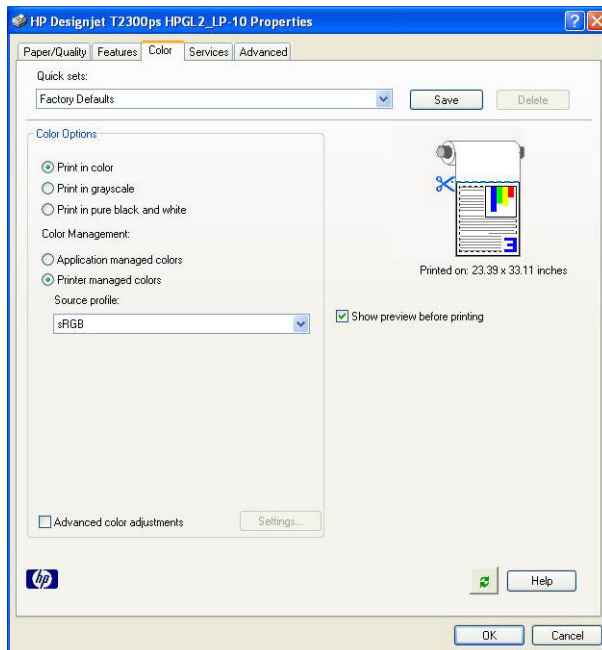 HP Designjet T2300ps HPGL2_LP-10 Properties
Paper/Quality Features Color Services Advanced
Quick sets:
Factory Defaults
Save
Delete
Color Options
Print in color
Print in grayscale
Print in pure black and white
Color Management:
Application managed colors
Printer managed colors
Source profile:
sRGB
Advanced color adjustments
Settings...
3
Printed on: 23.39 x 33.11 inches
Show preview before printing
hp
Help
OK
Cancel